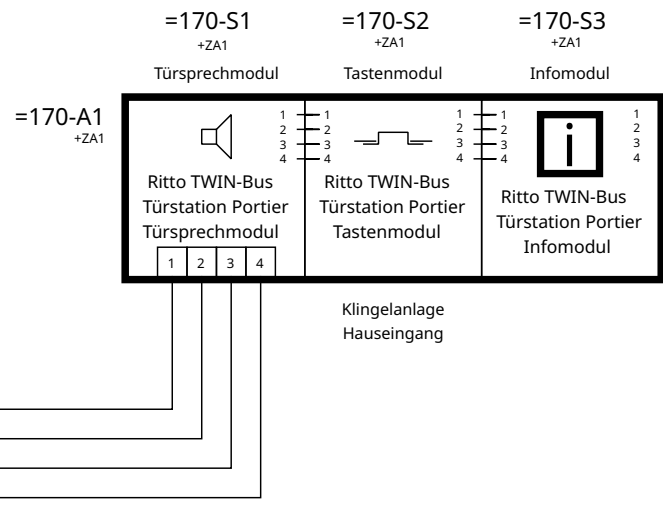 =170-S1
+ZA1
Türsprechmodul
=170-S2
+ZA1
Tastenmodul
=170-S3
+ZA1
Infomodul
=170-A1
+ZA1
1 1 1 1 1
2 2 2 2 2
3 3 3 3 3
4 4 4 4 4
i
Ritto TWIN-Bus
Türstation Portier
Türsprechmodul
1 2 3 4
Ritto TWIN-Bus
Türstation Portier
Tastenmodul
Ritto TWIN-Bus
Türstation Portier
Infomodul
Klingelanlage
Hauseingang